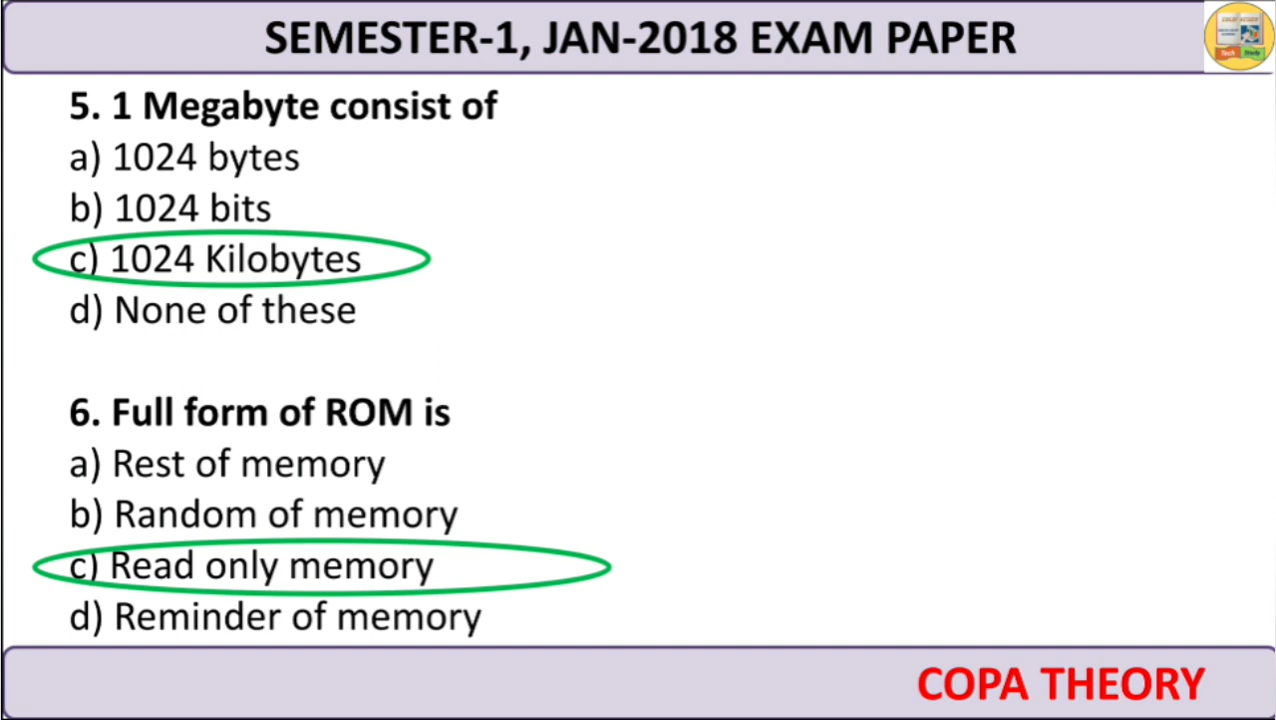 SEMESTER-1, JAN-2018 EXAM PAPER
Tech Study
5. 1 Megabyte consist of
a) 1024 bytes
b) 1024 bits
c) 1024 Kilobytes
d) None of these
6. Full form of ROM is
a) Rest of memory
b) Random of memory
c) Read only memory
d) Reminder of memory
COPA THEORY